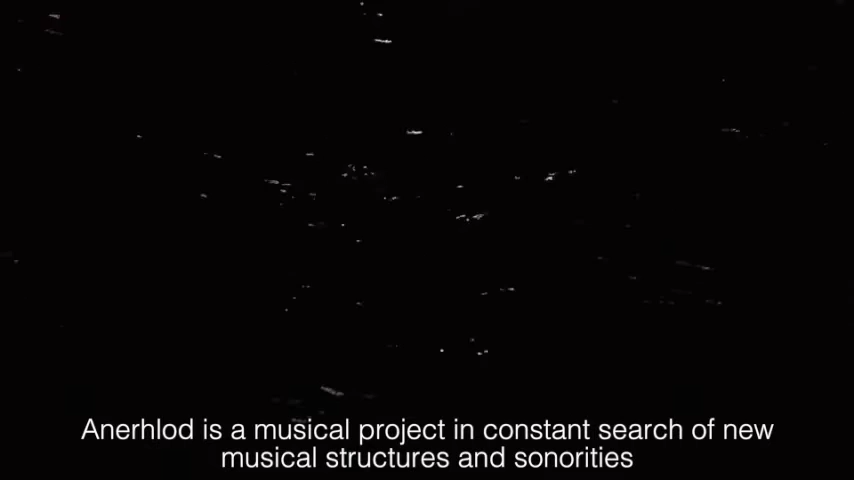 Anerhlod is a musical project in constant search of new
musical structures and sonorities